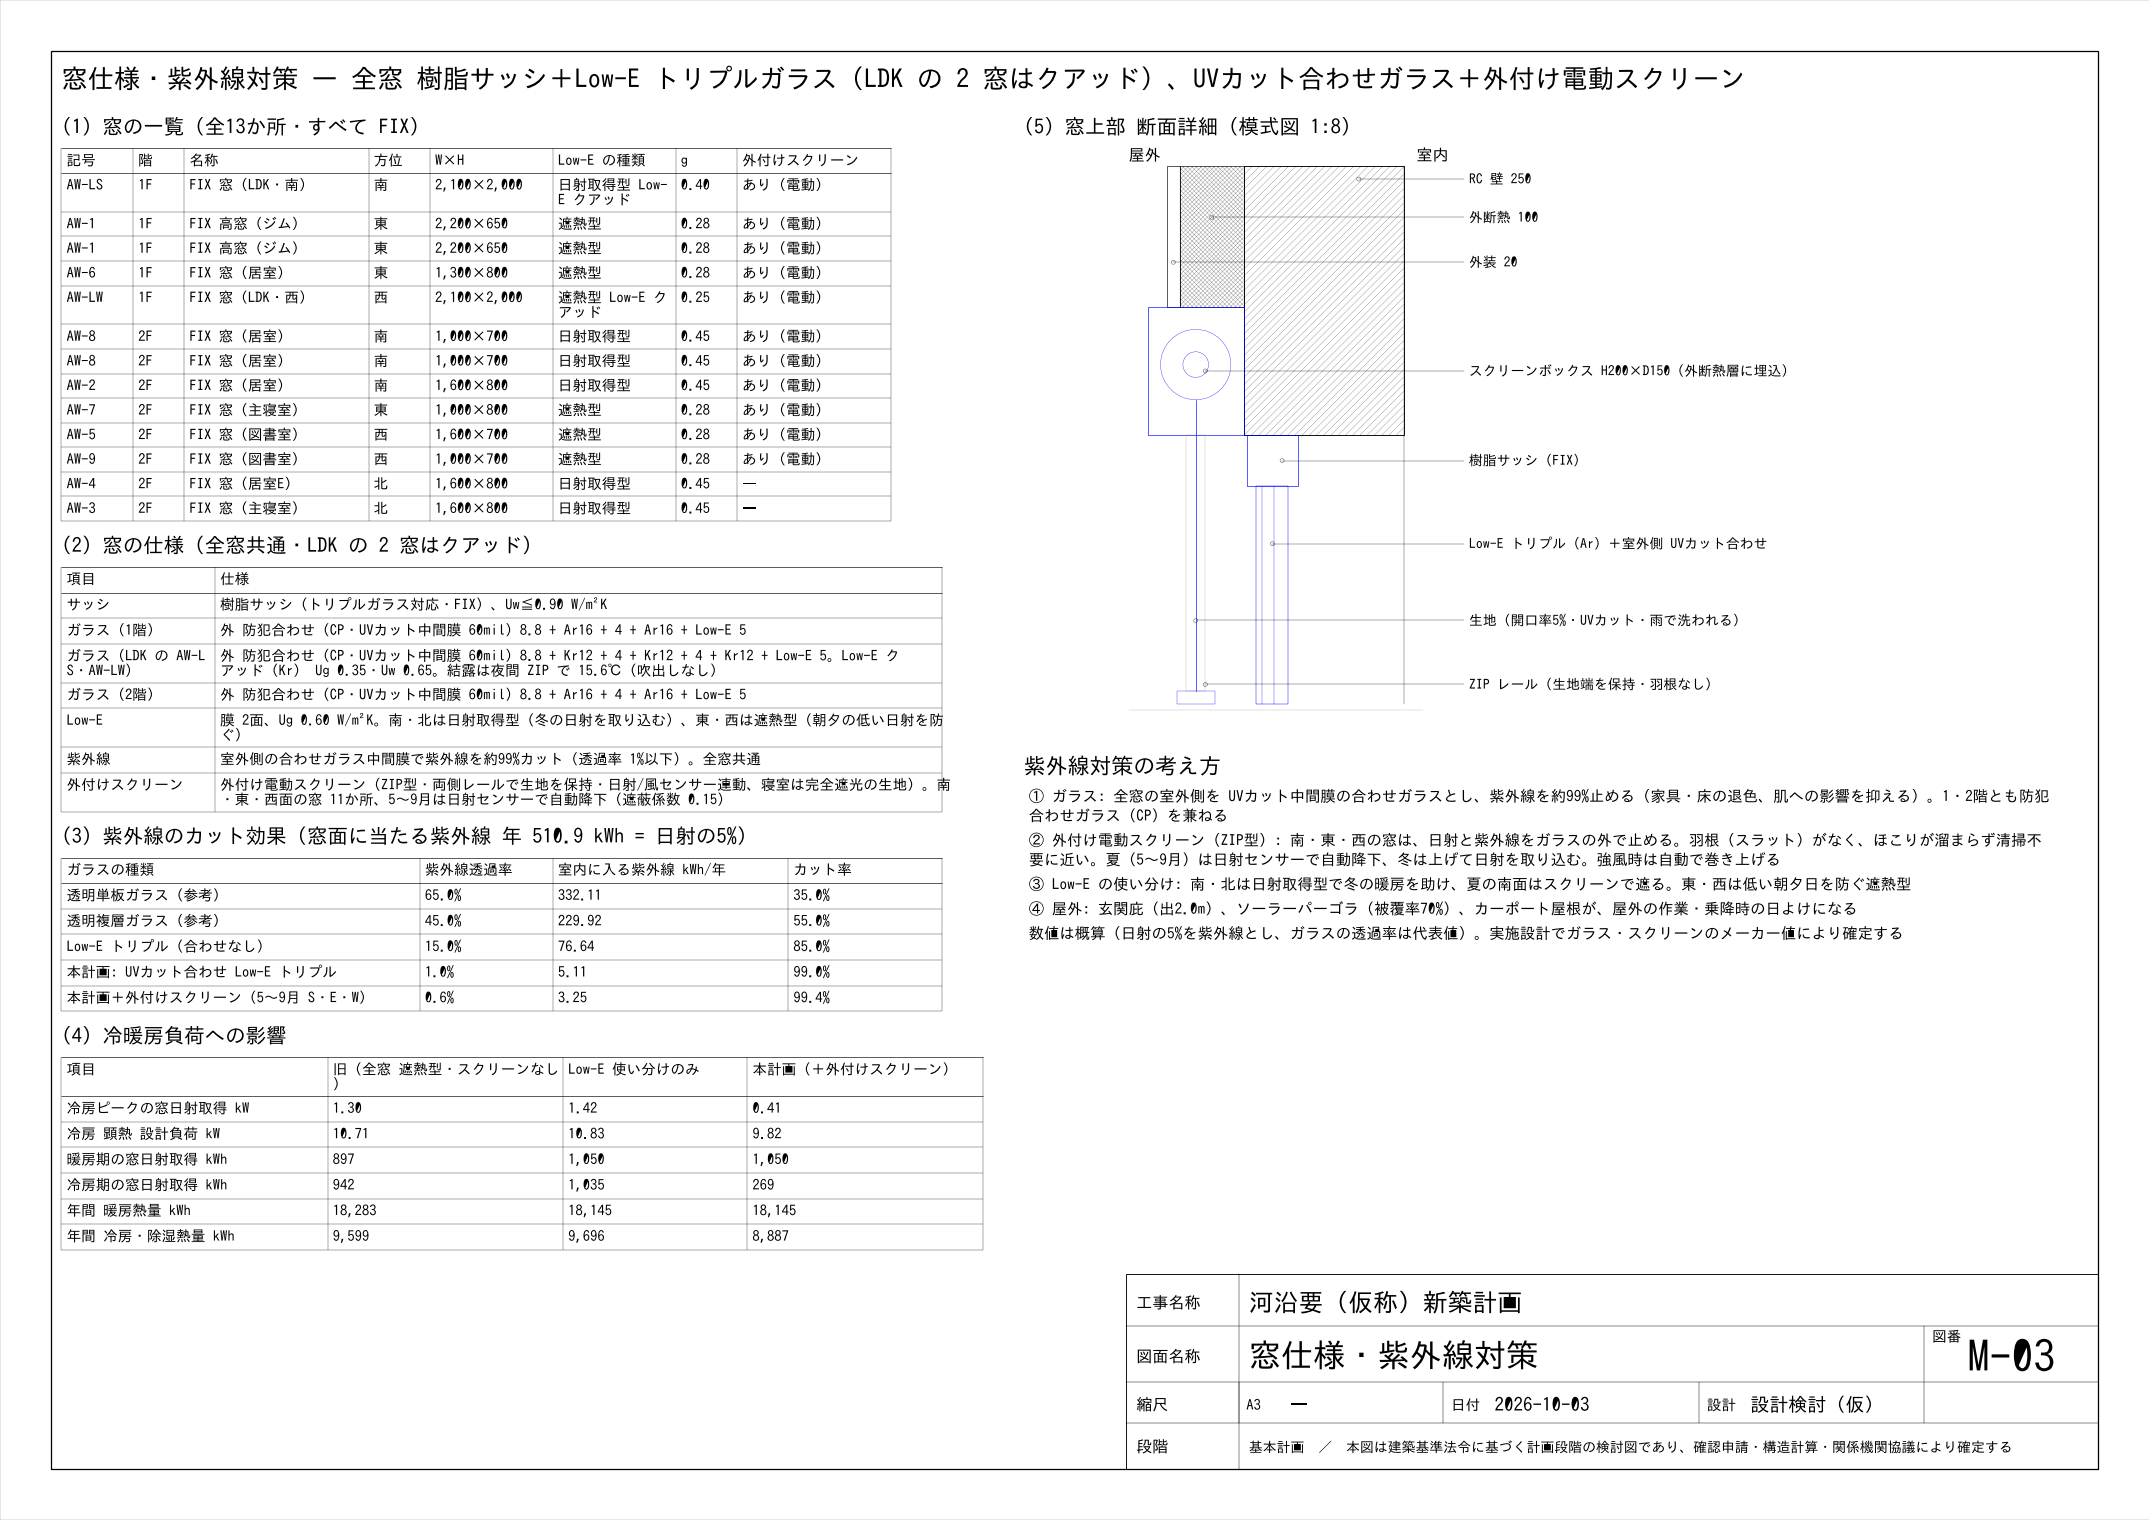 窓仕様・紫外線対策 ― 全窓 樹脂サッシ＋Low-E トリプルガラス（LDK の 2 窓はクアッド）、UVカット合わせガラス＋外付け電動スクリーン
（1）窓の一覧（全13か所・すべて FIX）
記号 階 名称 方位 W×H Low-E の種類 g 外付けスクリーン
AW-LS 1F FIX 窓（LDK・南） 南 2,100×2,000 日射取得型 Low-E クアッド 0.40 あり（電動）
AW-1 1F FIX 高窓（ジム） 東 2,200×650 遮熱型 0.28 あり（電動）
AW-1 1F FIX 高窓（ジム） 東 2,200×650 遮熱型 0.28 あり（電動）
AW-6 1F FIX 窓（居室） 東 1,300×800 遮熱型 0.28 あり（電動）
AW-LW 1F FIX 窓（LDK・西） 西 2,100×2,000 遮熱型 Low-E クアッド 0.25 あり（電動）
AW-8 2F FIX 窓（居室） 南 1,000×700 日射取得型 0.45 あり（電動）
AW-8 2F FIX 窓（居室） 南 1,000×700 日射取得型 0.45 あり（電動）
AW-2 2F FIX 窓（居室） 南 1,600×800 日射取得型 0.45 あり（電動）
AW-7 2F FIX 窓（主寝室） 東 1,000×800 遮熱型 0.28 あり（電動）
AW-5 2F FIX 窓（図書室） 西 1,600×700 遮熱型 0.28 あり（電動）
AW-9 2F FIX 窓（図書室） 西 1,000×700 遮熱型 0.28 あり（電動）
AW-4 2F FIX 窓（居室E） 北 1,600×800 日射取得型 0.45 ―
AW-3 2F FIX 窓（主寝室） 北 1,600×800 日射取得型 0.45 ―
（2）窓の仕様（全窓共通・LDK の 2 窓はクアッド）
項目 仕様
サッシ 樹脂サッシ（トリプルガラス対応・FIX）、Uw≦0.90 W/m²K
ガラス（1階） 外 防犯合わせ（CP・UVカット中間膜 60mil）8.8 + Ar16 + 4 + Ar16 + Low-E 5
ガラス（LDK の AW-LS・AW-LW） 外 防犯合わせ（CP・UVカット中間膜 60mil）8.8 + Kr12 + 4 + Kr12 + 4 + Kr12 + Low-E 5。Low-E ク
アッド（Kr） Ug 0.35・Uw 0.65。結露は夜間 ZIP で 15.6℃（吹出しなし）
ガラス（2階） 外 防犯合わせ（CP・UVカット中間膜 60mil）8.8 + Ar16 + 4 + Ar16 + Low-E 5
Low-E 膜 2面、Ug 0.60 W/m²K。南・北は日射取得型（冬の日射を取り込む）、東・西は遮熱型（朝夕の低い日射を防
ぐ）
紫外線 室外側の合わせガラス中間膜で紫外線を約99%カット（透過率 1%以下）。全窓共通
外付けスクリーン 外付け電動スクリーン（ZIP型・両側レールで生地を保持・日射/風センサー連動、寝室は完全遮光の生地）。南
・東・西面の窓 11か所、5～9月は日射センサーで自動降下（遮蔽係数 0.15）
（3）紫外線のカット効果（窓面に当たる紫外線 年 510.9 kWh = 日射の5%）
ガラスの種類 紫外線透過率 室内に入る紫外線 kWh/年 カット率
透明単板ガラス（参考） 65.0% 332.11 35.0%
透明複層ガラス（参考） 45.0% 229.92 55.0%
Low-E トリプル（合わせなし） 15.0% 76.64 85.0%
本計画：UVカット合わせ Low-E トリプル 1.0% 5.11 99.0%
本計画＋外付けスクリーン（5～9月 S・E・W） 0.6% 3.25 99.4%
（4）冷暖房負荷への影響
項目 旧（全窓 遮熱型・スクリーンなし） Low-E 使い分けのみ 本計画（＋外付けスクリーン）
冷房ピークの窓日射取得 kW 1.30 1.42 0.41
冷房 顕熱 設計負荷 kW 10.71 10.83 9.82
暖房期の窓日射取得 kWh 897 1,050 1,050
冷房期の窓日射取得 kWh 942 1,035 269
年間 暖房熱量 kWh 18,283 18,145 18,145
年間 冷房・除湿熱量 kWh 9,599 9,696 8,887
（5）窓上部 断面詳細（模式図 1:8）
屋外 室内
RC 壁 250
外断熱 100
外装 20
スクリーンボックス H200×D150（外断熱層に埋込）
樹脂サッシ（FIX）
Low-E トリプル（Ar）＋室外側 UVカット合わせ
生地（開口率5%・UVカット・雨で洗われる）
ZIP レール（生地端を保持・羽根なし）
紫外線対策の考え方
① ガラス：全窓の室外側を UVカット中間膜の合わせガラスとし、紫外線を約99%止める（家具・床の退色、肌への影響を抑える）。1・2階とも防犯
合わせガラス（CP）を兼ねる
② 外付け電動スクリーン（ZIP型）：南・東・西の窓は、日射と紫外線をガラスの外で止める。羽根（スラット）がなく、ほこりが溜まらず清掃不
要に近い。夏（5～9月）は日射センサーで自動降下、冬は上げて日射を取り込む。強風時は自動で巻き上げる
③ Low-E の使い分け：南・北は日射取得型で冬の暖房を助け、夏の南面はスクリーンで遮る。東・西は低い朝夕日を防ぐ遮熱型
④ 屋外：玄関庇（出2.0m）、ソーラーパーゴラ（被覆率70%）、カーポート屋根が、屋外の作業・乗降時の日よけになる
数値は概算（日射の5%を紫外線とし、ガラスの透過率は代表値）。実施設計でガラス・スクリーンのメーカー値により確定する
工事名称 河沿要（仮称）新築計画
図面名称 窓仕様・紫外線対策 図番 M-03
縮尺 A3 ― 日付 2026-10-03 設計 設計検討（仮）
段階 基本計画 ／ 本図は建築基準法令に基づく計画段階の検討図であり、確認申請・構造計算・関係機関協議により確定する